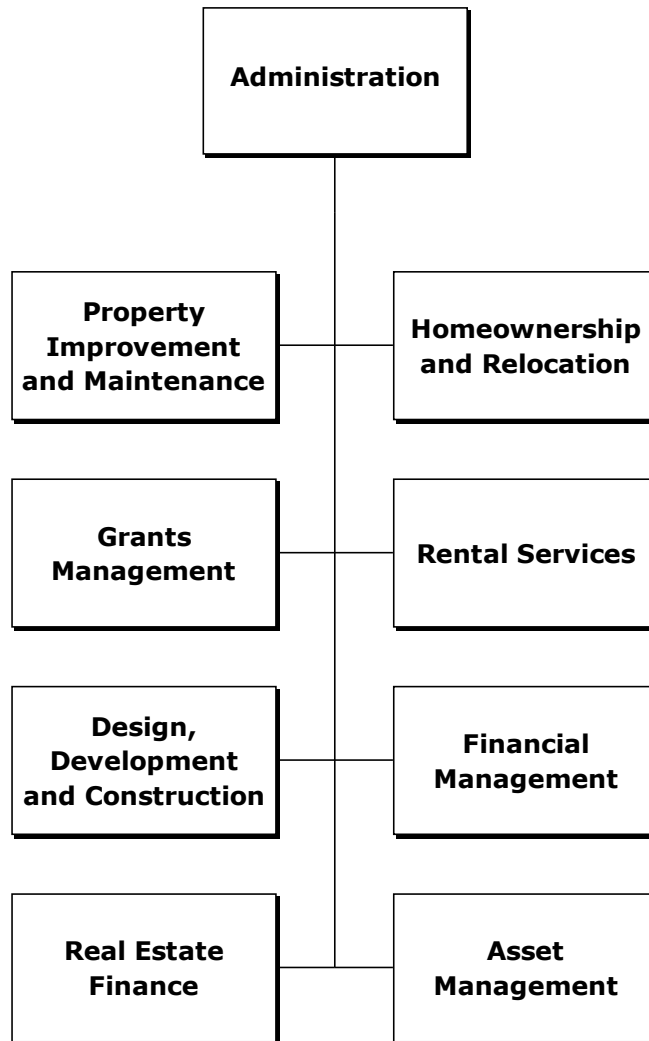 Administration
Property
Improvement
and Maintenance
Homeownership
and Relocation
Grants
Management
Rental Services
Design,
Development
and Construction
Financial
Management
Real Estate
Finance
Asset
Management